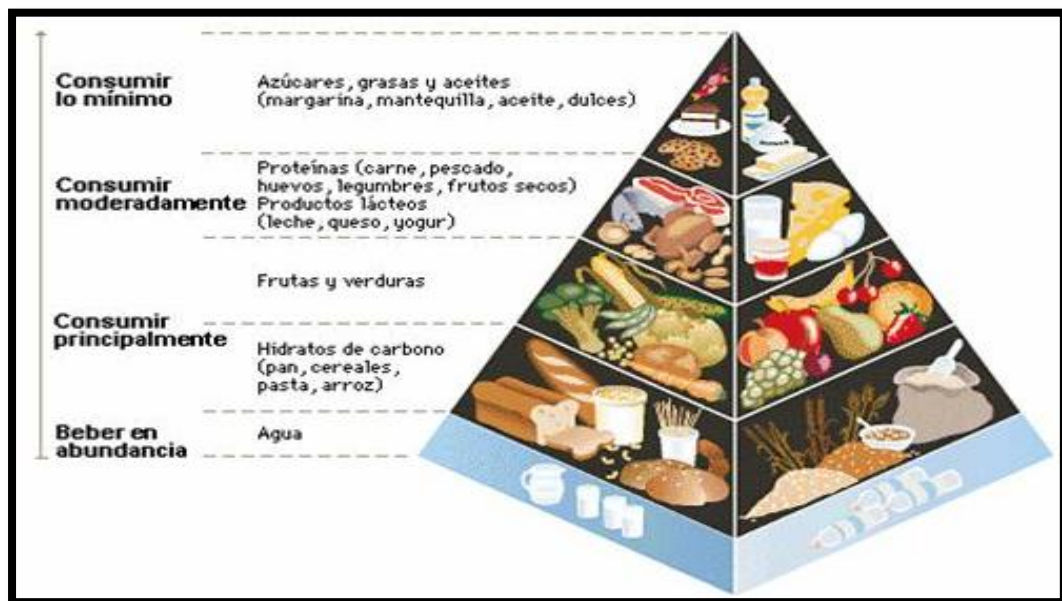 Consumir
lo mínimo
Azúcares, grasas y aceites
(margarina, mantequilla, aceite, dulces)
Consumir
moderadamente
Proteínas (carne, pescado,
huevos, legumbres, frutos secos)
Productos lácteos
(leche, queso, yogur)
Frutas y verduras
Consumir
principalmente
Hidratos de carbono
(pan, cereales,
pasta, arroz)
Beber en
abundancia
Agua